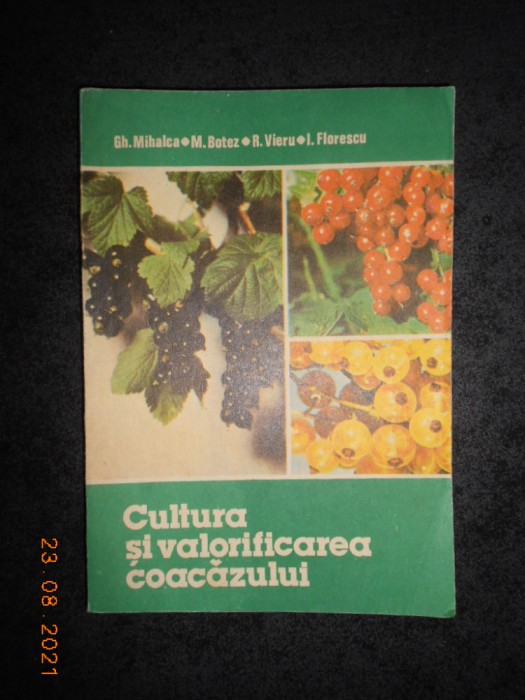 Gh. Mihalca • M. Botez • R. Vieru • I. Florescu
Cultura
și valorificarea
coacăzului
23.08.2021